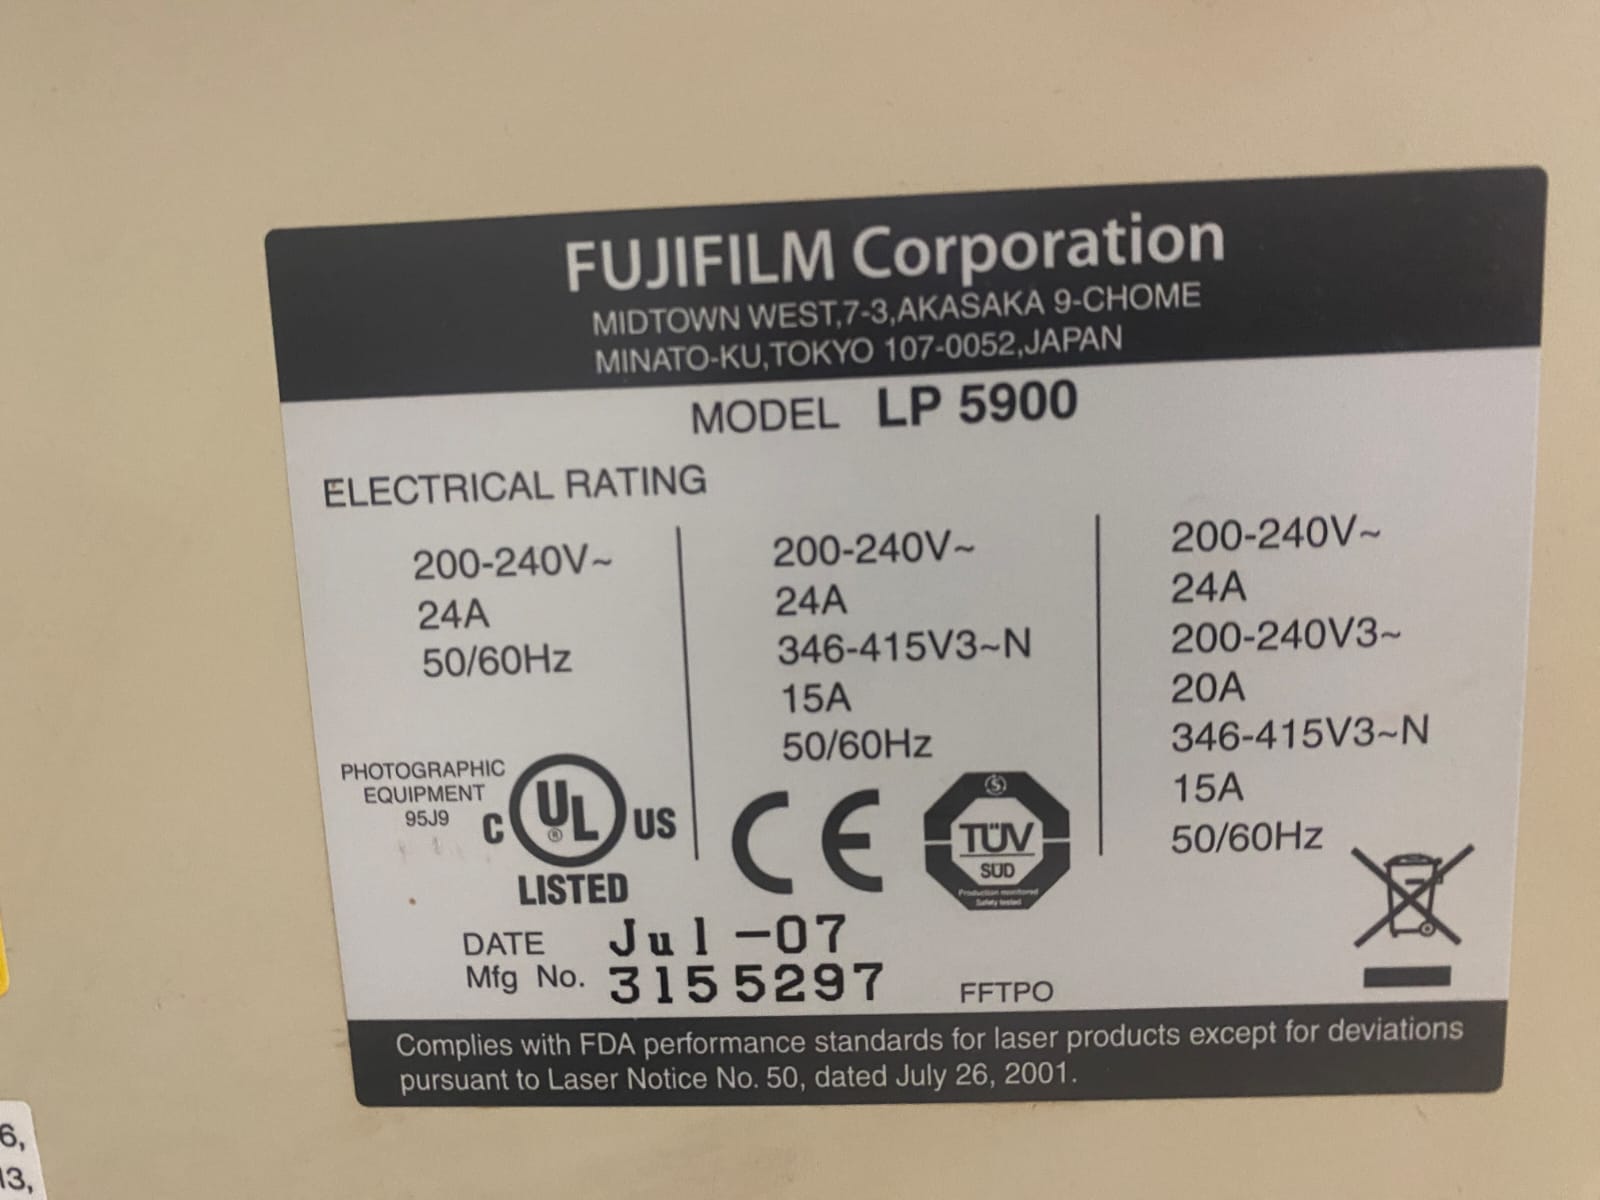 FUJIFILM Corporation
MIDTOWN WEST,7-3,AKASAKA 9-CHOME
MINATO-KU,TOKYO 107-0052,JAPAN
MODEL LP 5900
ELECTRICAL RATING
200-240V~
24A
50/60Hz
200-240V~
24A
346-415V3~N
15A
50/60Hz
200-240V~
24A
200-240V3~
20A
346-415V3~N
15A
50/60Hz
PHOTOGRAPHIC
EQUIPMENT
95J9
C UL ® US
LISTED
CE
S
TÜV
SÜD
Production monitored
Safety tested
DATE Jul-07
Mfg No. 3155297
FFTPO
Complies with FDA performance standards for laser products except for deviations
pursuant to Laser Notice No. 50, dated July 26, 2001.
6,
13,